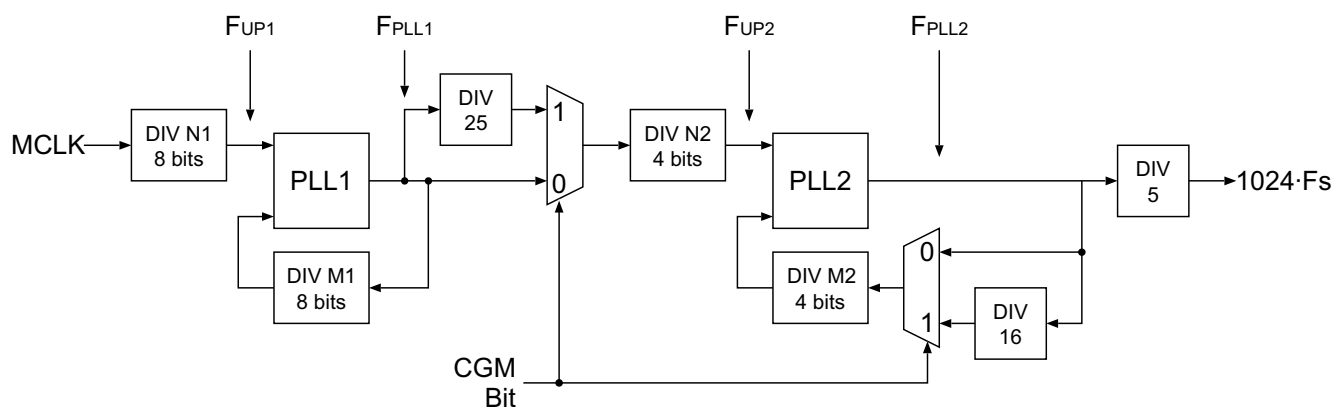 FUP1
FPLL1
FUP2
FPLL2
MCLK
DIV N1
8 bits
PLL1
DIV M1
8 bits
DIV
25
1
0
DIV N2
4 bits
PLL2
DIV M2
4 bits
0
1
DIV
16
DIV
5
1024·Fs
CGM
Bit